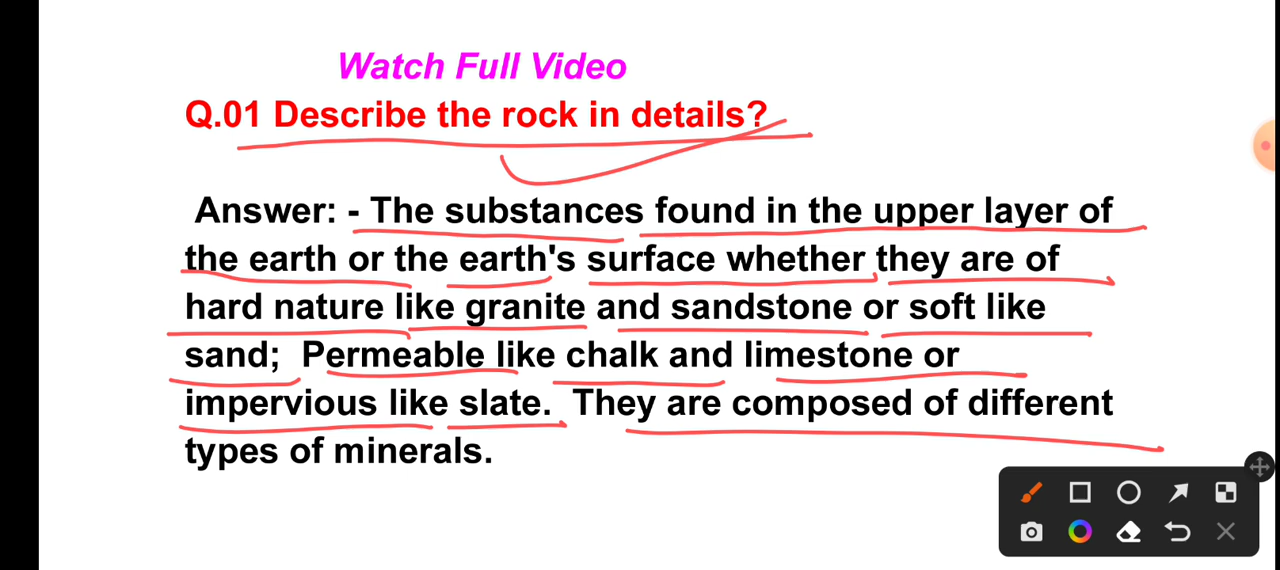 Watch Full Video
Q.01 Describe the rock in details?
Answer: - The substances found in the upper layer of
the earth or the earth's surface whether they are of
hard nature like granite and sandstone or soft like
sand; Permeable like chalk and limestone or
impervious like slate. They are composed of different
types of minerals.